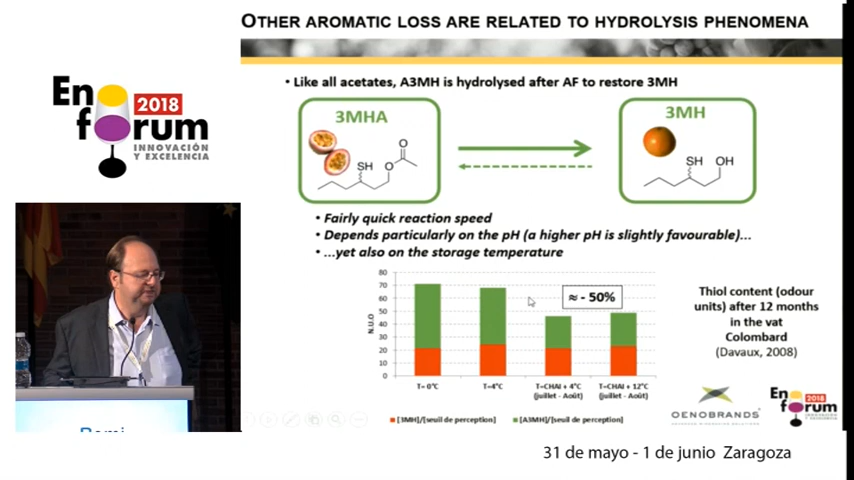 OTHER AROMATIC LOSS ARE RELATED TO HYDROLYSIS PHENOMENA
• Like all acetates, A3MH is hydrolysed after AF to restore 3MH
3MHA
SH
O
O
3MH
SH
OH
• Fairly quick reaction speed
• Depends particularly on the pH (a higher pH is slightly favourable)...
• ...yet also on the storage temperature
80
70
60
50
40
30
20
10
0
N.U.O
≈ - 50%
T= 0°C
T=4°C
T=CHAI + 4°C
(juillet - Août)
T=CHAI + 12°C
(juillet - Août)
[3MH]/[seuil de perception]
[A3MH]/[seuil de perception]
Thiol content (odour
units) after 12 months
in the vat
Colombard
(Davaux, 2008)
OENOBRANDS
Eno
2018
forum
Eno
2018
forum
INNOVACIÓN
Y EXCELENCIA
31 de mayo - 1 de junio Zaragoza